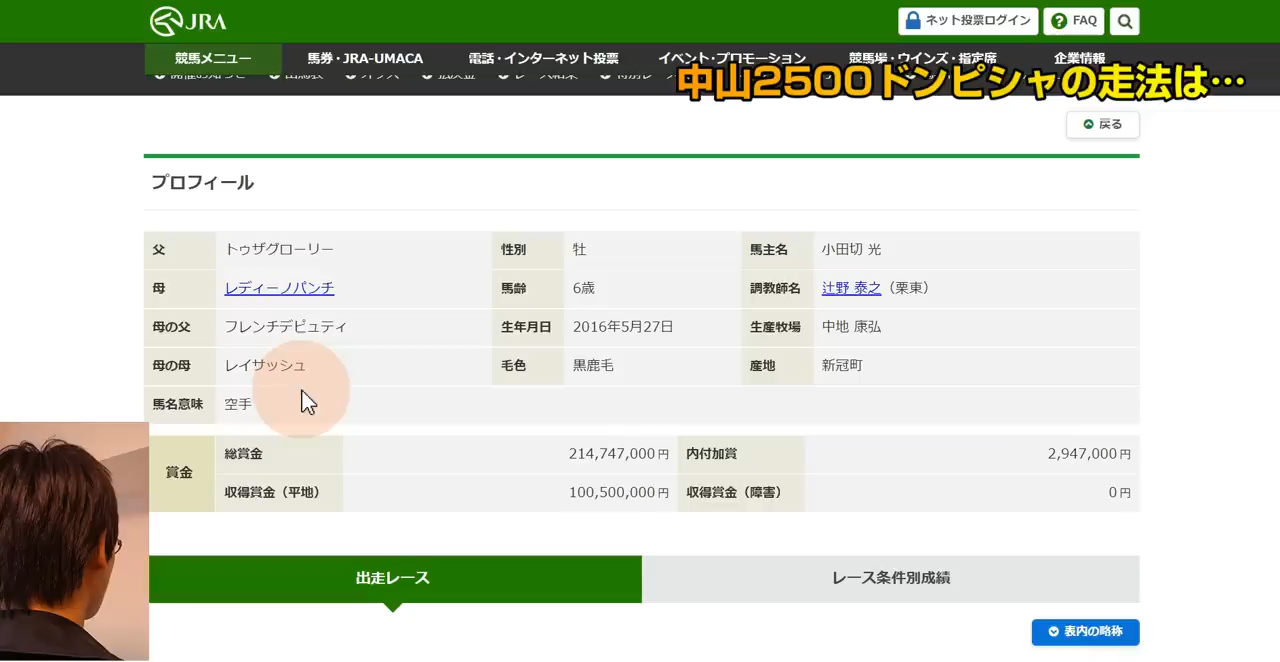 JRA
ネット投票ログイン
FAQ
競馬メニュー
馬券・JRA-UMACA
電話・インターネット投票
イベント・プロモーション
競馬場・ウインズ・指定席
企業情報
中山2500ドンピシャの走法は…
戻る
プロフィール
父 トゥザグローリー 性別 牡 馬主名 小田切 光
母 レディーノパンチ 馬齢 6歳 調教師名 辻野 泰之（栗東）
母の父 フレンチデピュティ 生年月日 2016年5月27日 生産牧場 中地 康弘
母の母 レイサッシュ 毛色 黒鹿毛 産地 新冠町
馬名意味 空手
賞金
総賞金 214,747,000円 内付加賞 2,947,000円
収得賞金（平地） 100,500,000円 収得賞金（障害） 0円
出走レース
レース条件別成績
表内の略称